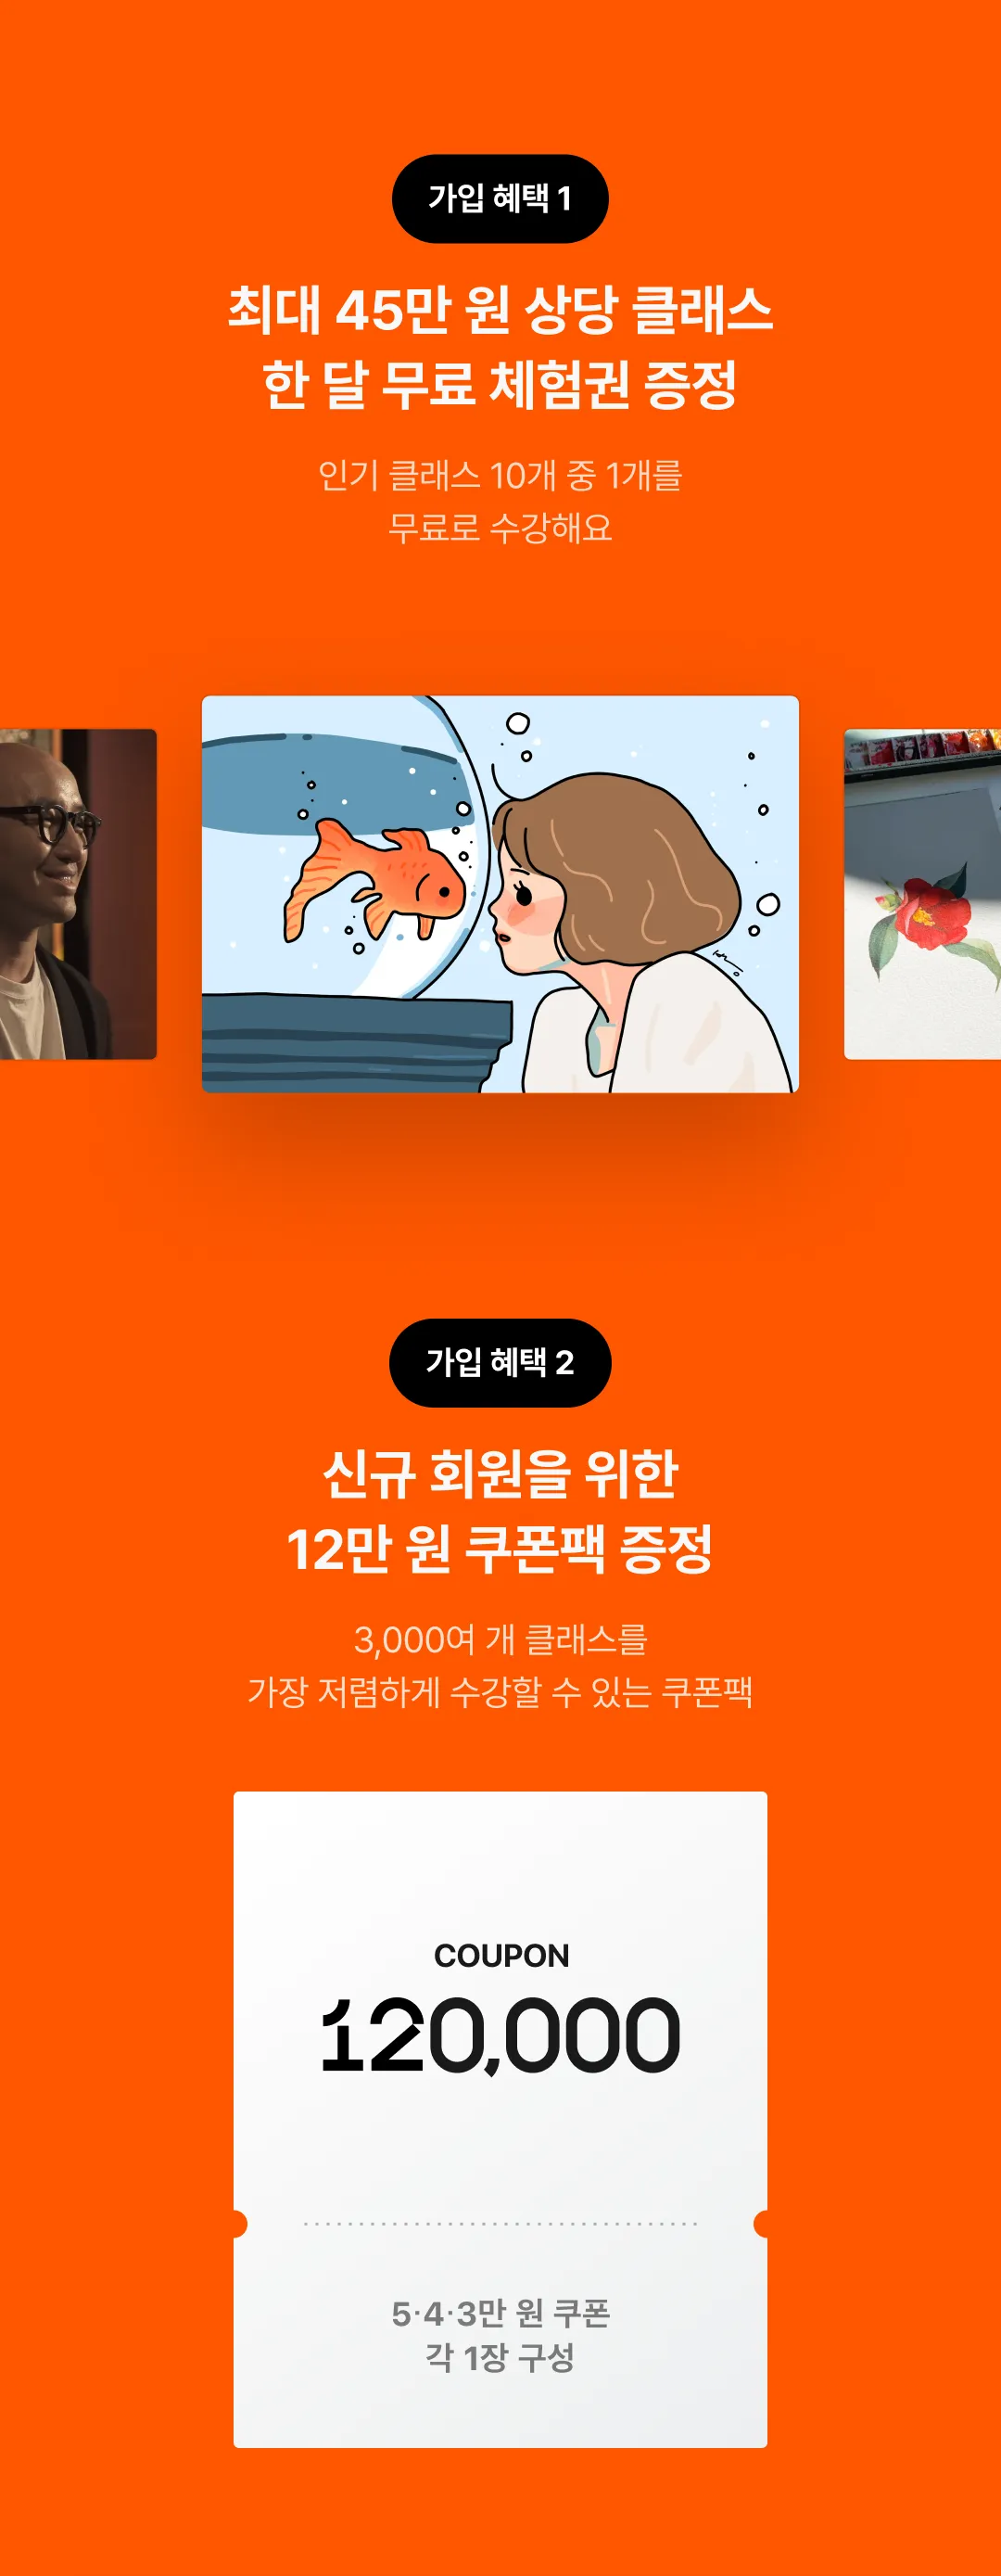 가입 혜택 1
최대 45만 원 상당 클래스
한 달 무료 체험권 증정
인기 클래스 10개 중 1개를
무료로 수강해요
가입 혜택 2
신규 회원을 위한
12만 원 쿠폰팩 증정
3,000여 개 클래스를
가장 저렴하게 수강할 수 있는 쿠폰팩
COUPON
120,000
5·4·3만 원 쿠폰
각 1장 구성